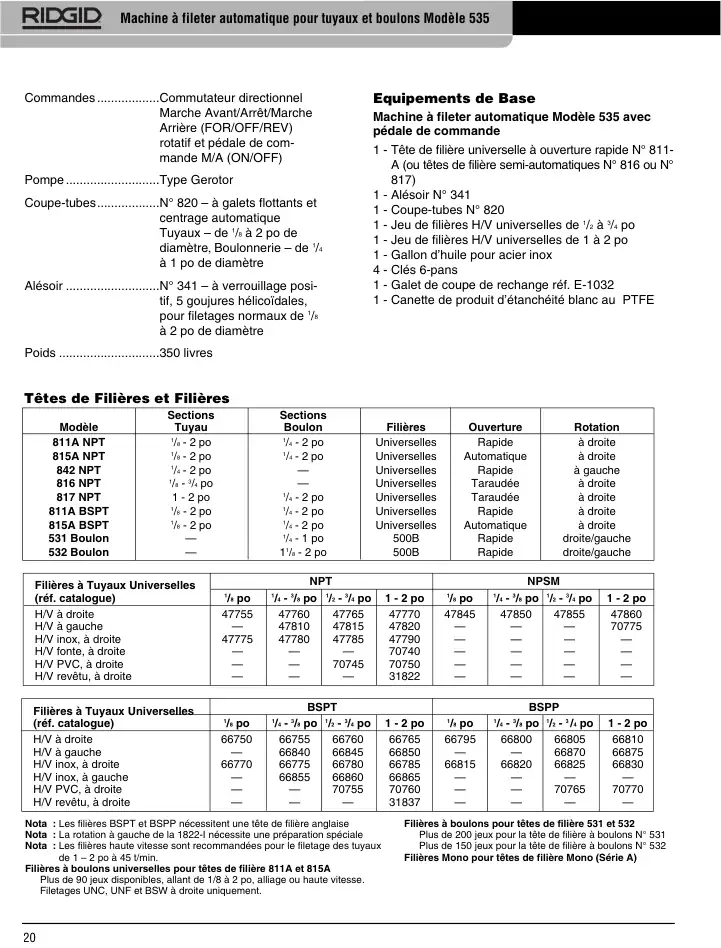 RIDGID Machine à fileter automatique pour tuyaux et boulons Modèle 535
Commandes ..................Commutateur directionnel
Marche Avant/Arrêt/Marche
Arrière (FOR/OFF/REV)
rotatif et pédale de com-
mande M/A (ON/OFF)
Pompe ...........................Type Gerotor
Coupe-tubes..................N° 820 – à galets flottants et
centrage automatique
Tuyaux – de 1/8 à 2 po de
diamètre, Boulonnerie – de 1/4
à 1 po de diamètre
Alésoir ...........................N° 341 – à verrouillage posi-
tif, 5 goujures hélicoïdales,
pour filetages normaux de 1/8
à 2 po de diamètre
Poids .............................350 livres
Equipements de Base
Machine à fileter automatique Modèle 535 avec
pédale de commande
1 - Tête de filière universelle à ouverture rapide N° 811-
A (ou têtes de filière semi-automatiques N° 816 ou N°
817)
1 - Alésoir N° 341
1 - Coupe-tubes N° 820
1 - Jeu de filières H/V universelles de 1/2 à 3/4 po
1 - Jeu de filières H/V universelles de 1 à 2 po
1 - Gallon d'huile pour acier inox
4 - Clés 6-pans
1 - Galet de coupe de rechange réf. E-1032
1 - Canette de produit d'étanchéité blanc au PTFE
Têtes de Filières et Filières
Sections Sections
Modèle Tuyau Boulon Filières Ouverture Rotation
811A NPT 1/8 - 2 po 1/4 - 2 po Universelles Rapide à droite
815A NPT 1/8 - 2 po 1/4 - 2 po Universelles Automatique à droite
842 NPT 1/4 - 2 po — Universelles Rapide à gauche
816 NPT 1/8 - 3/4 po — Universelles Taraudée à droite
817 NPT 1 - 2 po 1/4 - 2 po Universelles Taraudée à droite
811A BSPT 1/8 - 2 po 1/4 - 2 po Universelles Rapide à droite
815A BSPT 1/8 - 2 po 1/4 - 2 po Universelles Automatique à droite
531 Boulon — 1/4 - 1 po 500B Rapide droite/gauche
532 Boulon — 11/8 - 2 po 500B Rapide droite/gauche
Filières à Tuyaux Universelles NPT NPSM
(réf. catalogue) 1/8 po 1/4 - 3/8 po 1/2 - 3/4 po 1 - 2 po 1/8 po 1/4 - 3/8 po 1/2 - 3/4 po 1 - 2 po
H/V à droite 47755 47760 47765 47770 47845 47850 47855 47860
H/V à gauche — 47810 47815 47820 — — — 70775
H/V inox, à droite 47775 47780 47785 47790 — — — —
H/V fonte, à droite — — — 70740 — — — —
H/V PVC, à droite — — 70745 70750 — — — —
H/V revêtu, à droite — — — 31822 — — — —
Filières à Tuyaux Universelles BSPT BSPP
(réf. catalogue) 1/8 po 1/4 - 3/8 po 1/2 - 3/4 po 1 - 2 po 1/8 po 1/4 - 3/8 po 1/2 - 3/4 po 1 - 2 po
H/V à droite 66750 66755 66760 66765 66795 66800 66805 66810
H/V à gauche — 66840 66845 66850 — — 66870 66875
H/V inox, à droite 66770 66775 66780 66785 66815 66820 66825 66830
H/V inox, à gauche — 66855 66860 66865 — — — —
H/V PVC, à droite — — 70755 70760 — — 70765 70770
H/V revêtu, à droite — — — 31837 — — — —
Nota : Les filières BSPT et BSPP nécessitent une tête de filière anglaise
Nota : La rotation à gauche de la 1822-I nécessite une préparation spéciale
Nota : Les filières haute vitesse sont recommandées pour le filetage des tuyaux
de 1 – 2 po à 45 t/min.
Filières à boulons universelles pour têtes de filière 811A et 815A
Plus de 90 jeux disponibles, allant de 1/8 à 2 po, alliage ou haute vitesse.
Filetages UNC, UNF et BSW à droite uniquement.
Filières à boulons pour têtes de filière 531 et 532
Plus de 200 jeux pour la tête de filière à boulons N° 531
Plus de 150 jeux pour la tête de filière à boulons N° 532
Filières Mono pour têtes de filière Mono (Série A)
20